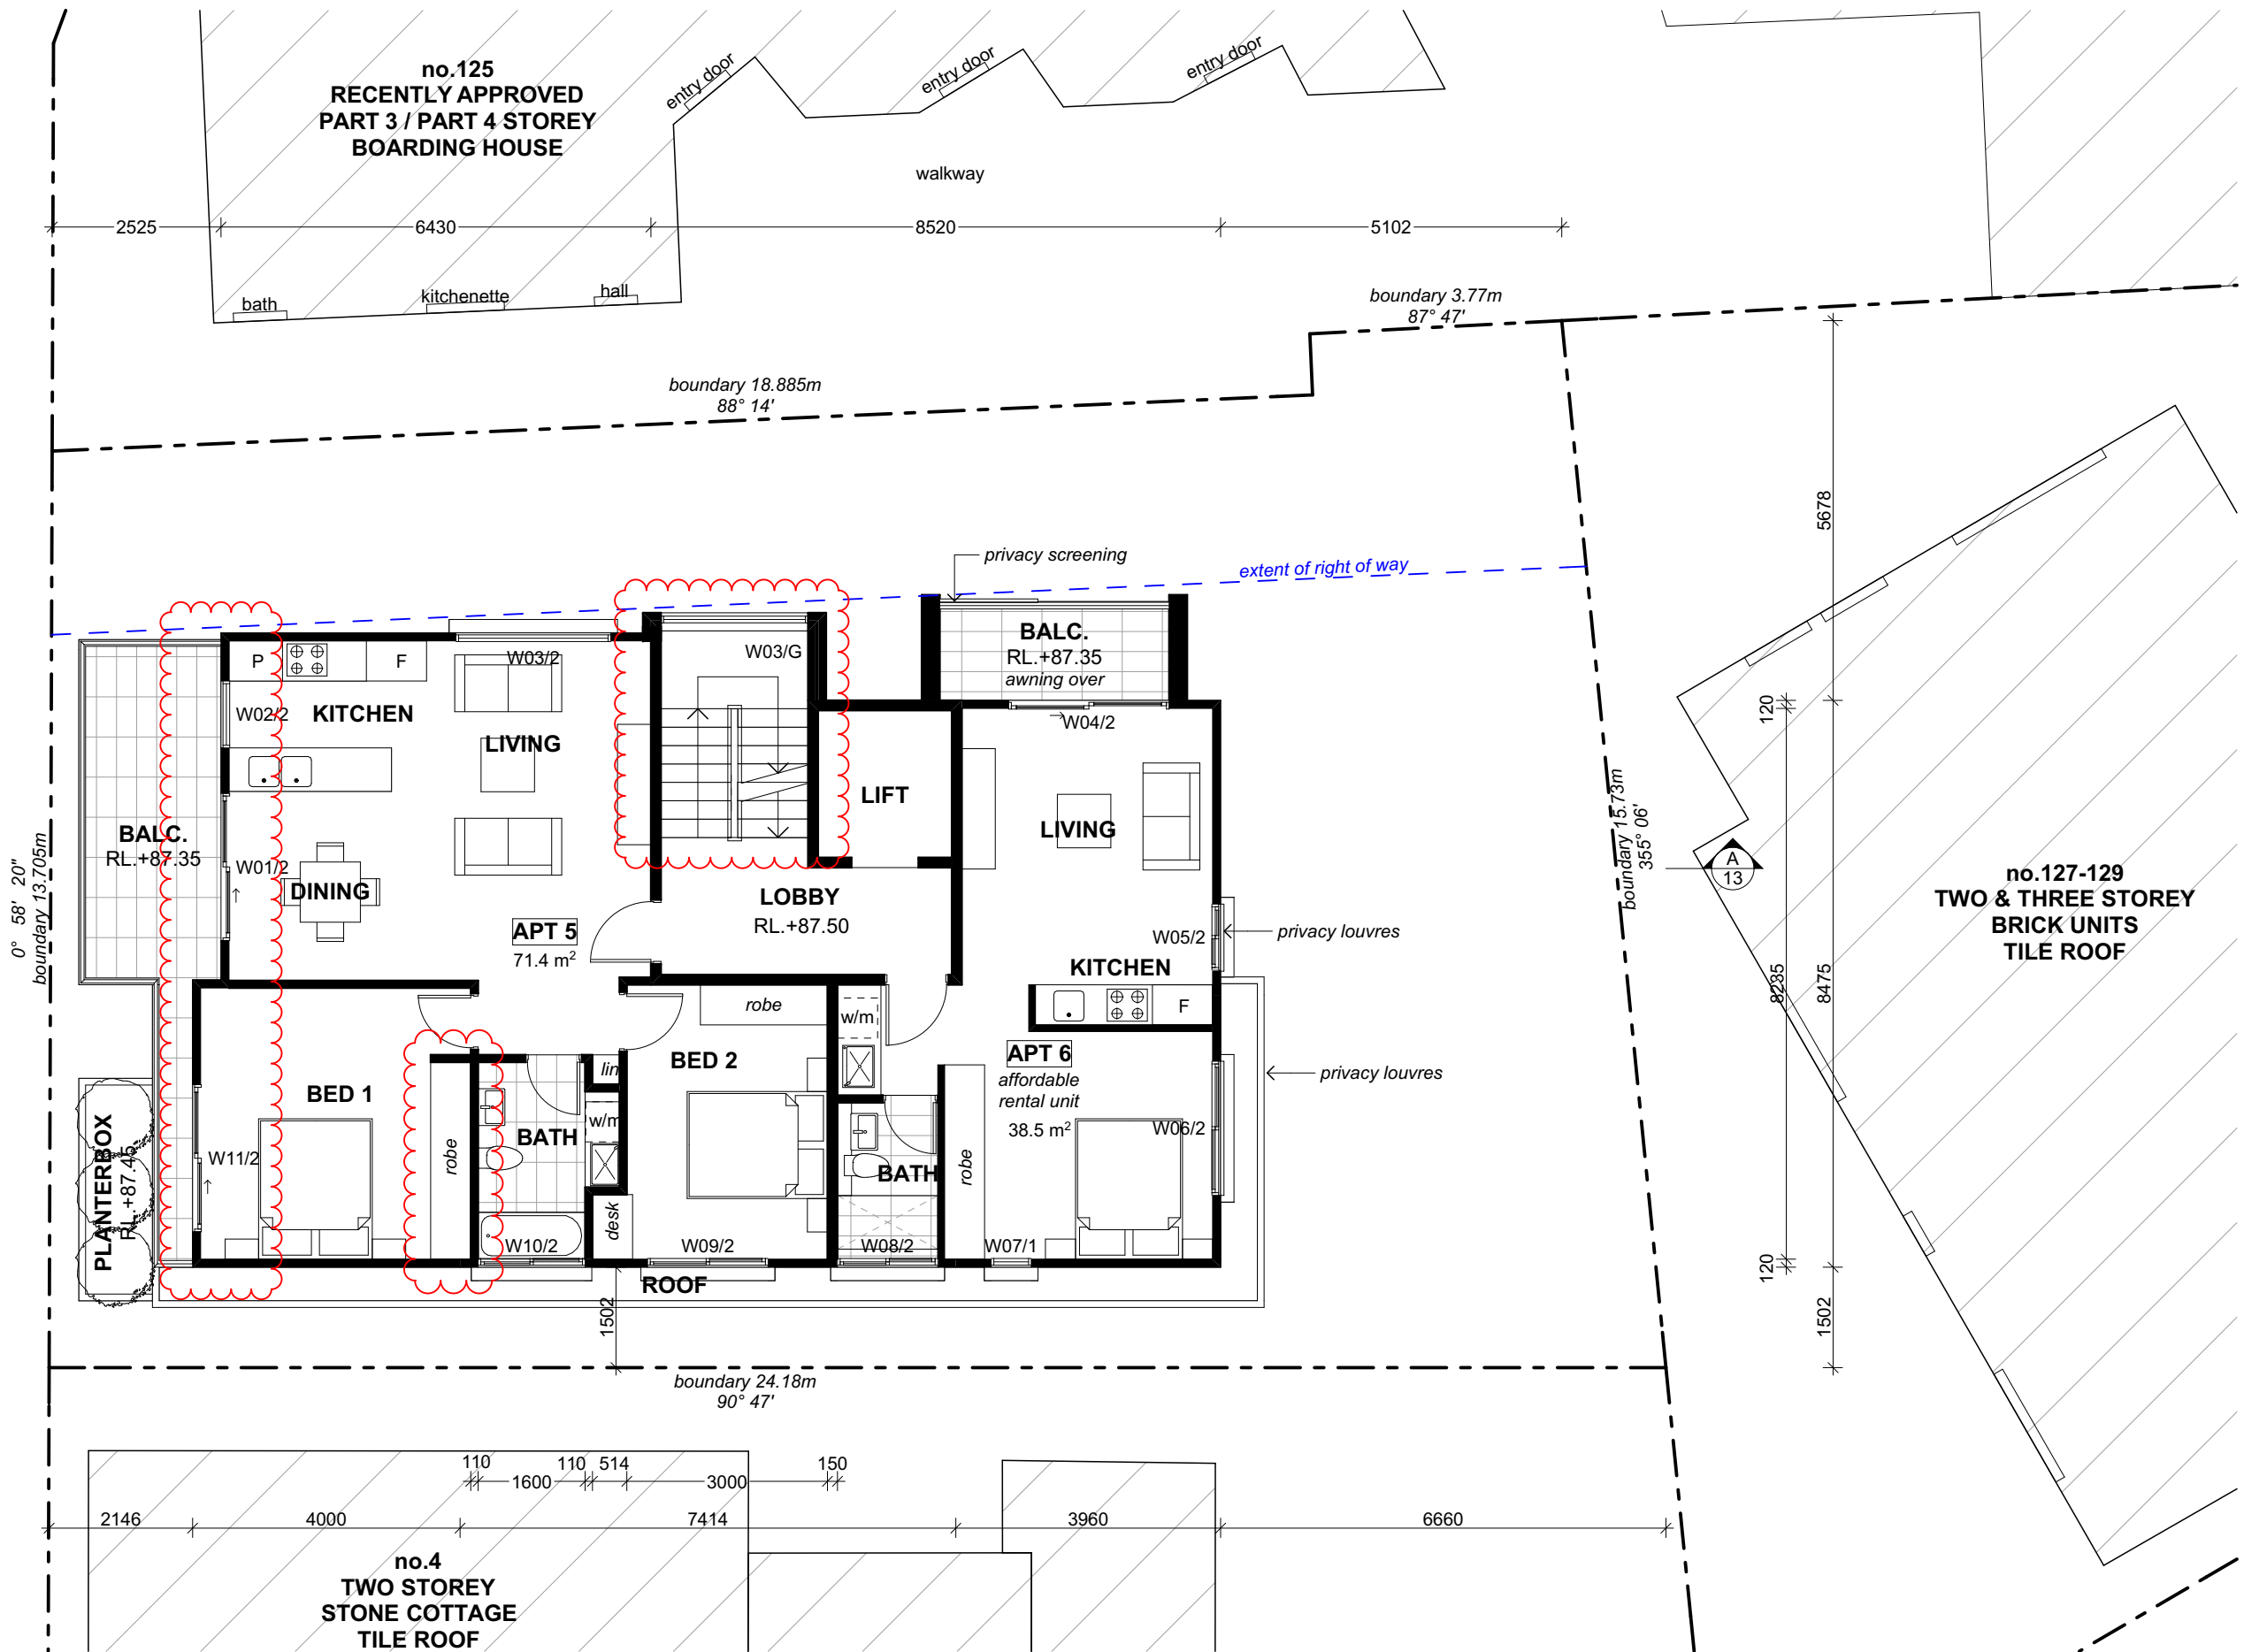 no.125
RECENTLY APPROVED
PART 3 / PART 4 STOREY
BOARDING HOUSE
entry door
entry door
entry door
walkway
2525
6430
8520
5102
bath
kitchenette
hall
boundary 3.77m
87° 47'
boundary 18.885m
88° 14'
5678
privacy screening
extent of right of way
BALC.
RL.+87.35
awning over
P
F
W03/2
W03/G
W02/2
KITCHEN
LIVING
W04/2
120
LIFT
LIVING
BALC.
RL.+87.35
W01/2
DINING
0° 58' 20"
boundary 13.705m
boundary 15.73m
355° 06'
A
13
no.127-129
TWO & THREE STOREY
BRICK UNITS
TILE ROOF
LOBBY
RL.+87.50
APT 5
71.4 m²
W05/2
privacy louvres
KITCHEN
8235
8475
robe
w/m
F
BED 2
lin
APT 6
affordable
rental unit
38.5 m²
privacy louvres
BED 1
PLANTERBOX
RL.+87.45
W11/2
robe
BATH
w/m
W06/2
BATH
robe
desk
W10/2
W09/2
W08/2
W07/1
ROOF
120
1502
1502
boundary 24.18m
90° 47'
110
1600
110
514
3000
150
2146
4000
7414
3960
6660
no.4
TWO STOREY
STONE COTTAGE
TILE ROOF